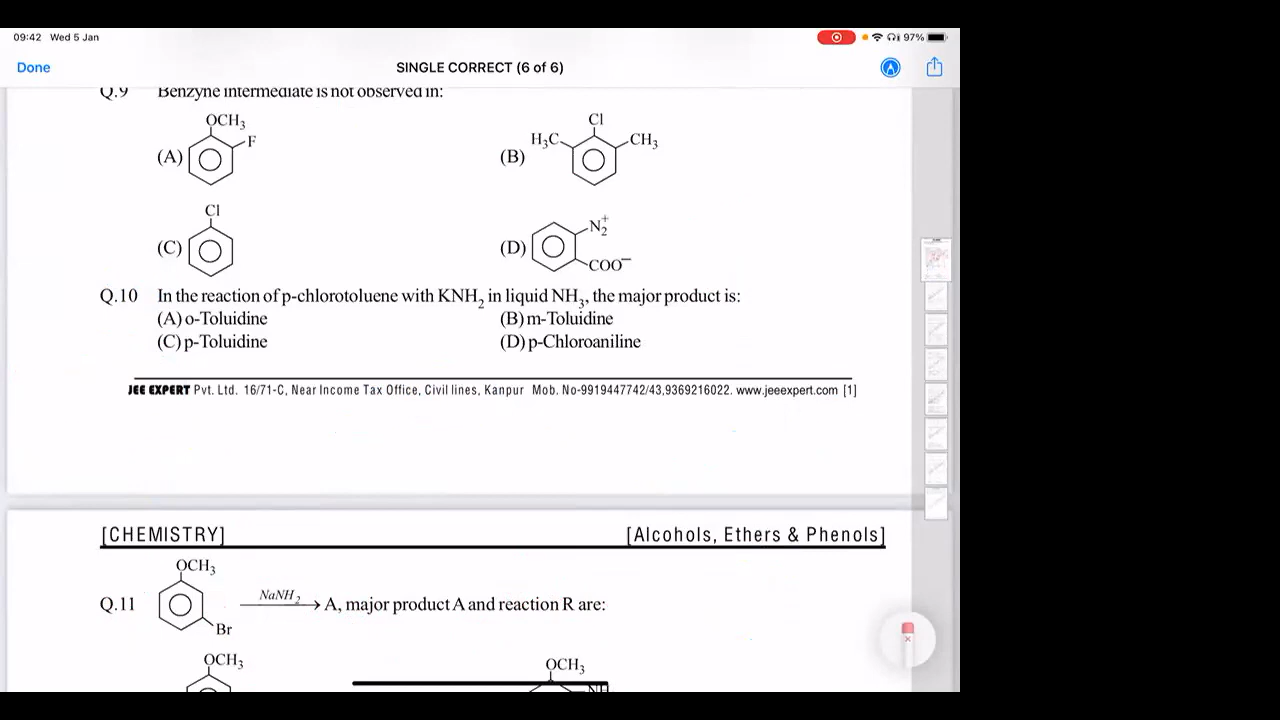 09:42 Wed 5 Jan
97%
Done
SINGLE CORRECT (6 of 6)
Q.9 Benzyne intermediate is not observed in:
(A) OCH3 F
(B) H3C Cl CH3
(C) Cl
(D) N2+ COO−
Q.10 In the reaction of p-chlorotoluene with KNH2 in liquid NH3, the major product is:
(A) o-Toluidine
(B) m-Toluidine
(C) p-Toluidine
(D) p-Chloroaniline
JEE EXPERT Pvt. Ltd. 16/71-C, Near Income Tax Office, Civil lines, Kanpur Mob. No-9919447742/43,9369216022. www.jeeexpert.com [1]
[CHEMISTRY]
[Alcohols, Ethers & Phenols]
Q.11 OCH3 Br NaNH2 → A, major product A and reaction R are:
OCH3
OCH3